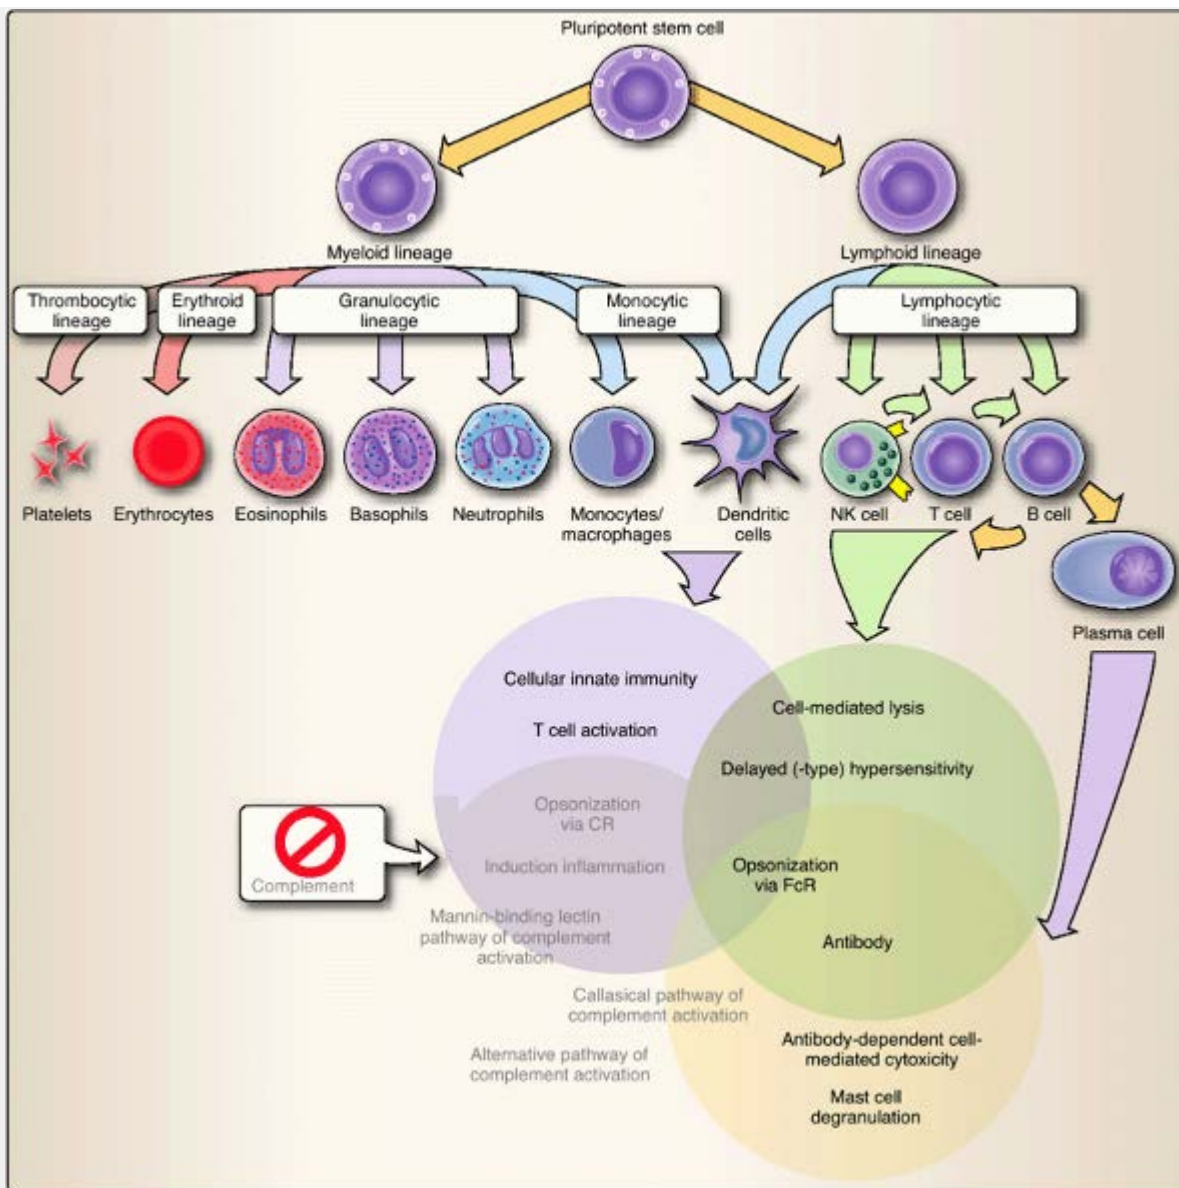 Pluripotent stem cell
Myeloid lineage
Lymphoid lineage
Thrombocytic
lineage
Erythroid
lineage
Granulocytic
lineage
Monocytic
lineage
Lymphocytic
lineage
Platelets
Erythrocytes
Eosinophils
Basophils
Neutrophils
Monocytes/
macrophages
Dendritic
cells
NK cell
T cell
B cell
Plasma cell
Cellular innate immunity
T cell activation
Cell-mediated lysis
Delayed (-type) hypersensitivity
Opsonization
via CR
Induction inflammation
Complement
Opsonization
via FcR
Mannin-binding lectin
pathway of complement
activation
Antibody
Callasical pathway of
complement activation
Alternative pathway of
complement activation
Antibody-dependent cell-
mediated cytoxicity
Mast cell
degranulation